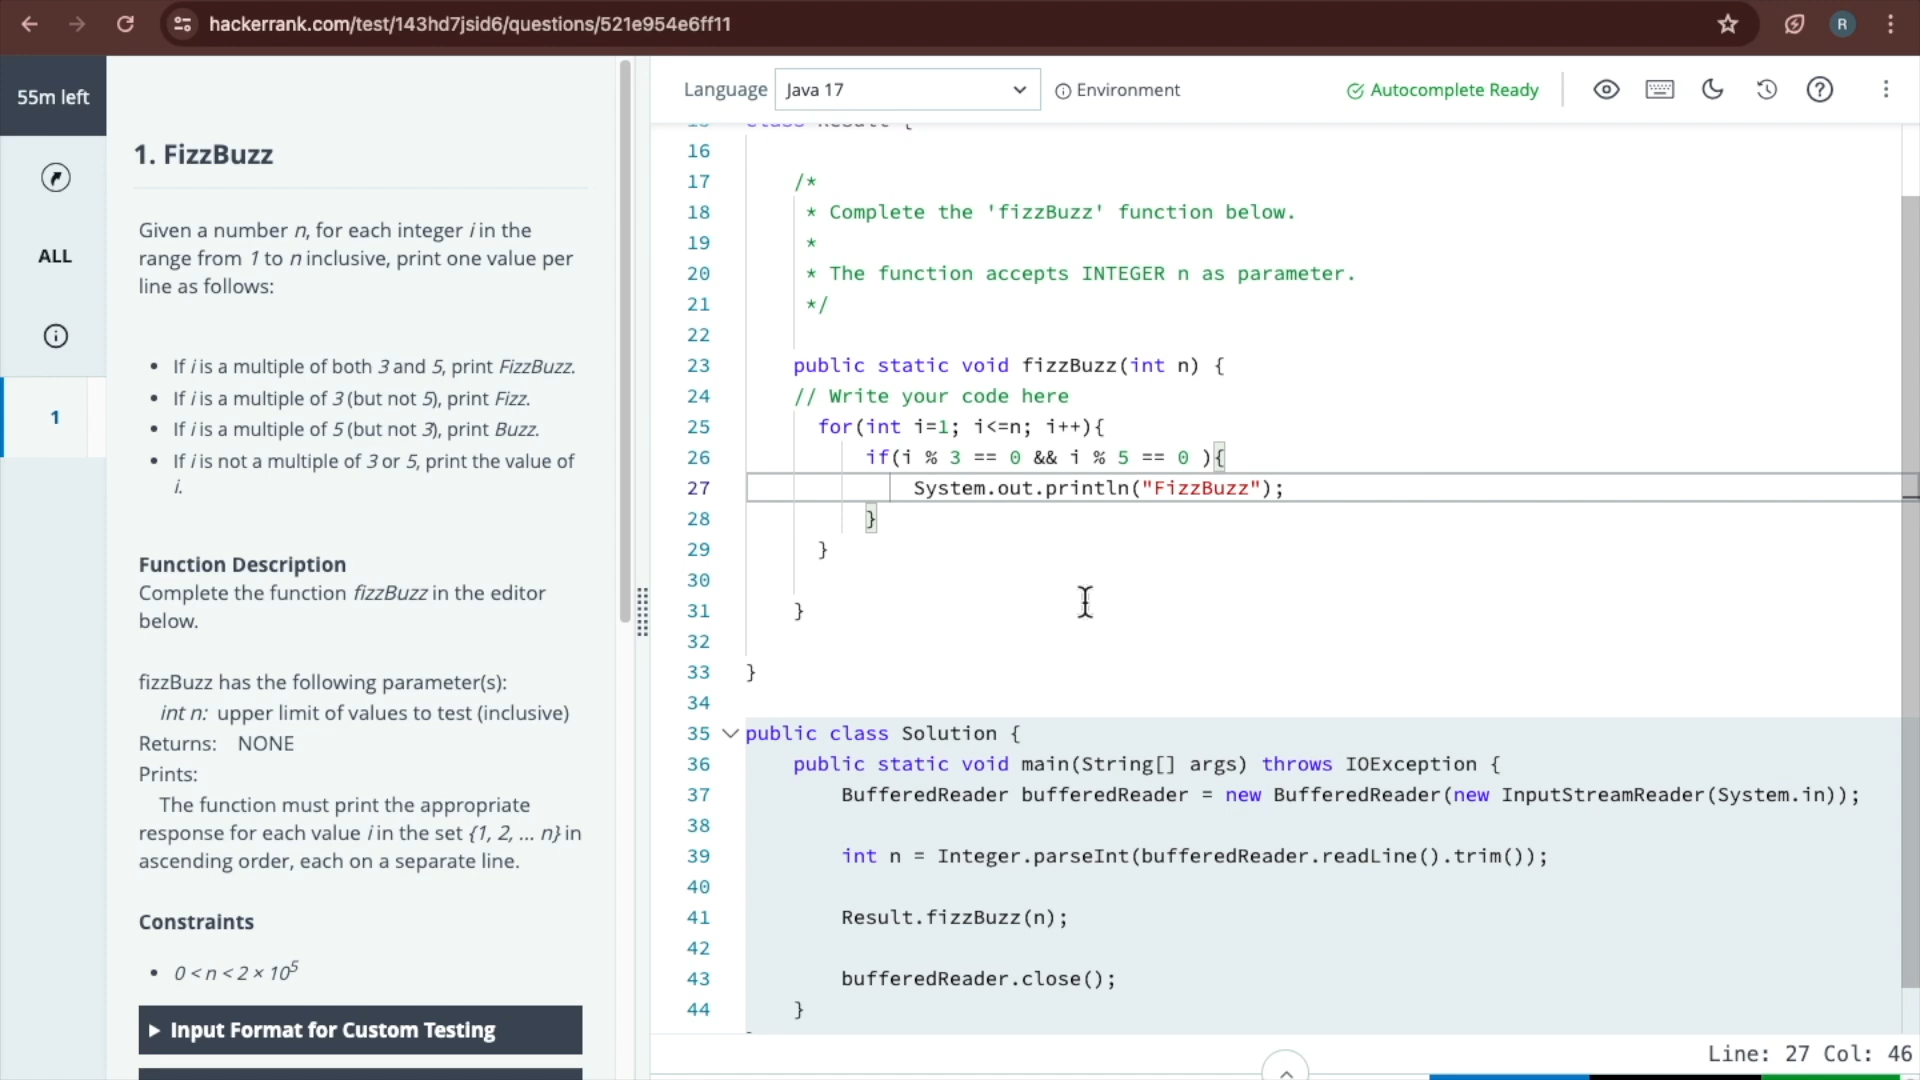 hackerrank.com/test/143hd7jsid6/questions/521e954e6ff11
R
55m left
ALL
1
1. FizzBuzz
Given a number n, for each integer i in the
range from 1 to n inclusive, print one value per
line as follows:
• If i is a multiple of both 3 and 5, print FizzBuzz.
• If i is a multiple of 3 (but not 5), print Fizz.
• If i is a multiple of 5 (but not 3), print Buzz.
• If i is not a multiple of 3 or 5, print the value of
i.
Function Description
Complete the function fizzBuzz in the editor
below.
fizzBuzz has the following parameter(s):
int n: upper limit of values to test (inclusive)
Returns: NONE
Prints:
The function must print the appropriate
response for each value i in the set {1, 2, ... n} in
ascending order, each on a separate line.
Constraints
• 0 < n < 2 × 10^5
Input Format for Custom Testing
Language Java 17 Environment Autocomplete Ready
15 class Result {
16
17 /*
18 * Complete the 'fizzBuzz' function below.
19 *
20 * The function accepts INTEGER n as parameter.
21 */
22
23 public static void fizzBuzz(int n) {
24 // Write your code here
25 for(int i=1; i<=n; i++){
26 if(i % 3 == 0 && i % 5 == 0 ){
27 System.out.println("FizzBuzz");
28 }
29 }
30
31 }
32
33 }
34
35 public class Solution {
36 public static void main(String[] args) throws IOException {
37 BufferedReader bufferedReader = new BufferedReader(new InputStreamReader(System.in));
38
39 int n = Integer.parseInt(bufferedReader.readLine().trim());
40
41 Result.fizzBuzz(n);
42
43 bufferedReader.close();
44 }
Line: 27 Col: 46